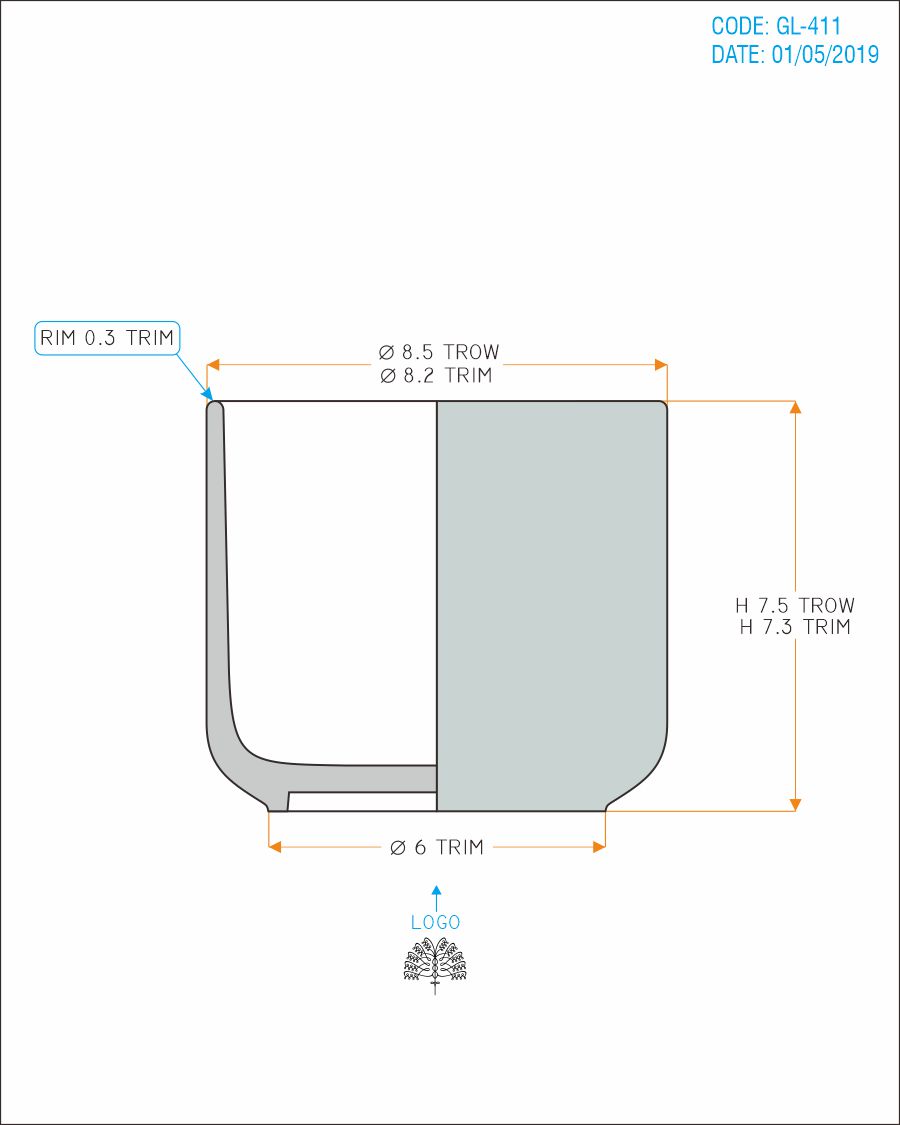 CODE: GL-411
DATE: 01/05/2019
RIM 0.3 TRIM
Ø 8.5 TROW
Ø 8.2 TRIM
H 7.5 TROW
H 7.3 TRIM
Ø 6 TRIM
LOGO